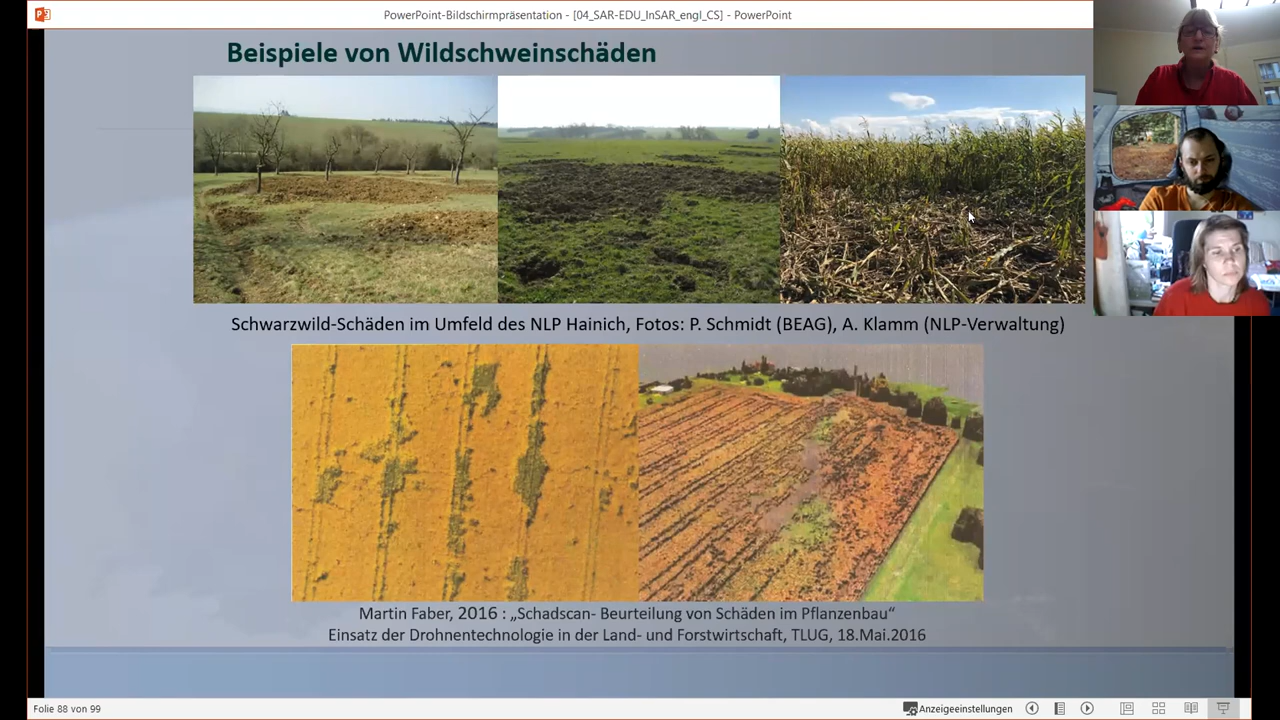 PowerPoint-Bildschirmpräsentation - [04_SAR-EDU_InSAR_engl_CS] - PowerPoint
Beispiele von Wildschweinschäden
Schwarzwild-Schäden im Umfeld des NLP Hainich, Fotos: P. Schmidt (BEAG), A. Klamm (NLP-Verwaltung)
Martin Faber, 2016 : „Schadscan- Beurteilung von Schäden im Pflanzenbau“
Einsatz der Drohnentechnologie in der Land- und Forstwirtschaft, TLUG, 18.Mai.2016
Folie 88 von 99
Anzeigeeinstellungen